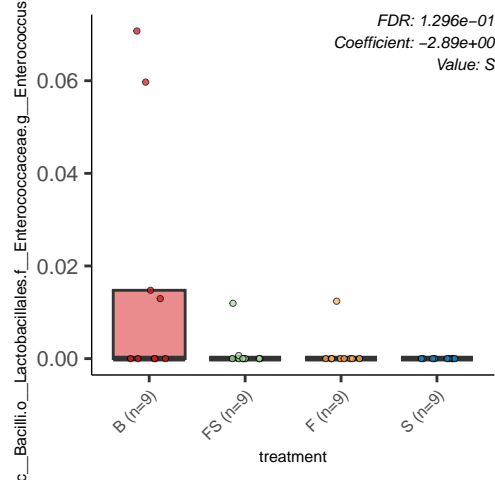 FDR: 1.296e−01
Coefficient: −2.89e+00
Value: S
c__Bacilli.o__Lactobacillales.f__Enterococcaceae.g__Enterococcus
0.06
0.04
0.02
0.00
B (n=9)
FS (n=9)
F (n=9)
S (n=9)
treatment